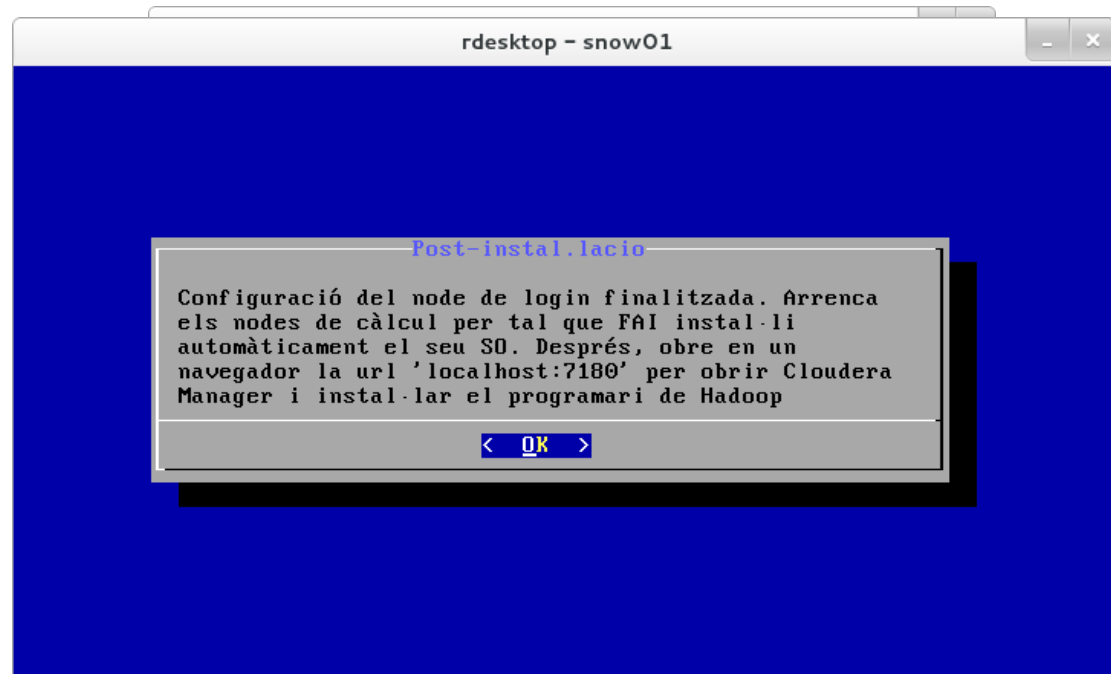 rdesktop - snow01
Post-instal.lacio
Configuració del node de login finalitzada. Arrenca
els nodes de càlcul per tal que FAI instal·li
automàticament el seu SO. Després, obre en un
navegador la url 'localhost:7180' per obrir Cloudera
Manager i instal·lar el programari de Hadoop
< OK >